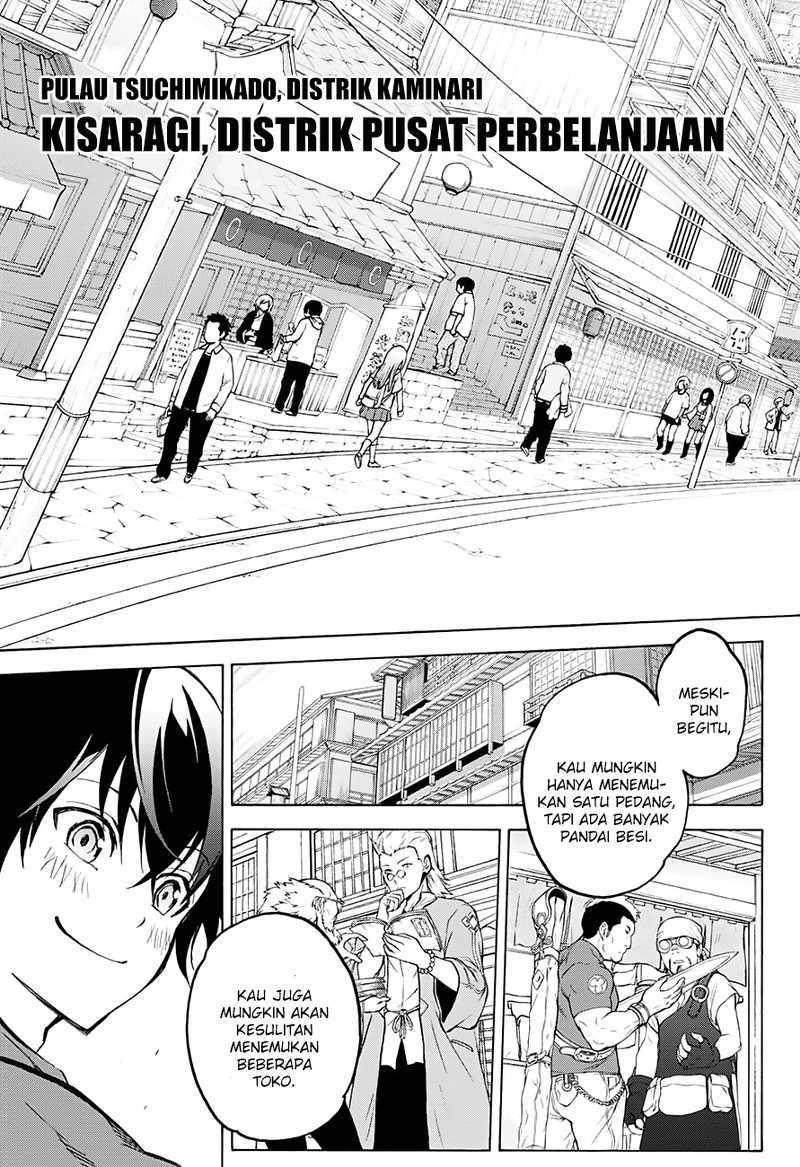 PULAU TSUCHIMIKADO, DISTRIK KAMINARI
KISARAGI, DISTRIK PUSAT PERBELANJAAN
MESKI-
PUN
BEGITU,
KAU MUNGKIN
HANYA MENEMU-
KAN SATU PEDANG,
TAPI ADA BANYAK
PANDAI BESI.
KAU JUGA
MUNGKIN AKAN
KESULITAN
MENEMUKAN
BEBERAPA
TOKO.